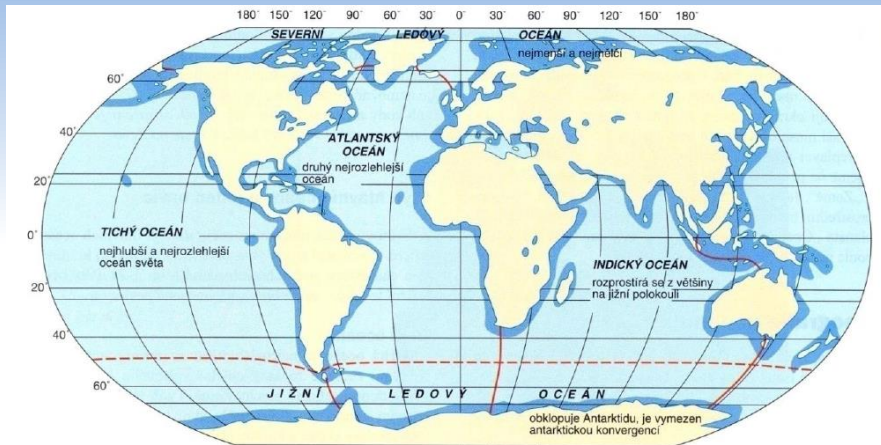 180° 150° 120° 90° 60° 30° 0° 30° 60° 90° 120° 150° 180°
SEVERNÍ LEDOVÝ OCEÁN
nejmenší a nejmělčí
60°
40°
ATLANTSKÝ
OCEÁN
druhý nejrozlehlejší
oceán
20°
TICHÝ OCEÁN
nejhlubší a nejrozlehlejší
oceán světa
0°
INDICKÝ OCEÁN
rozprostírá se z většiny
na jižní polokouli
20°
40°
60°
JIŽNÍ LEDOVÝ OCEÁN
obklopuje Antarktidu, je vymezen
antarktickou konvergencí